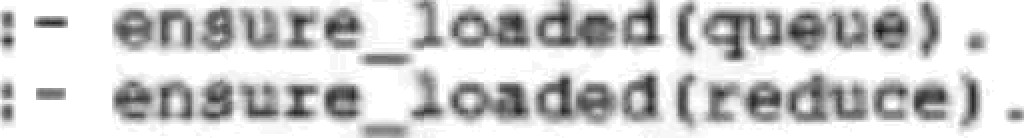 :- ensure_loaded(queue).
:- ensure_loaded(reduce).